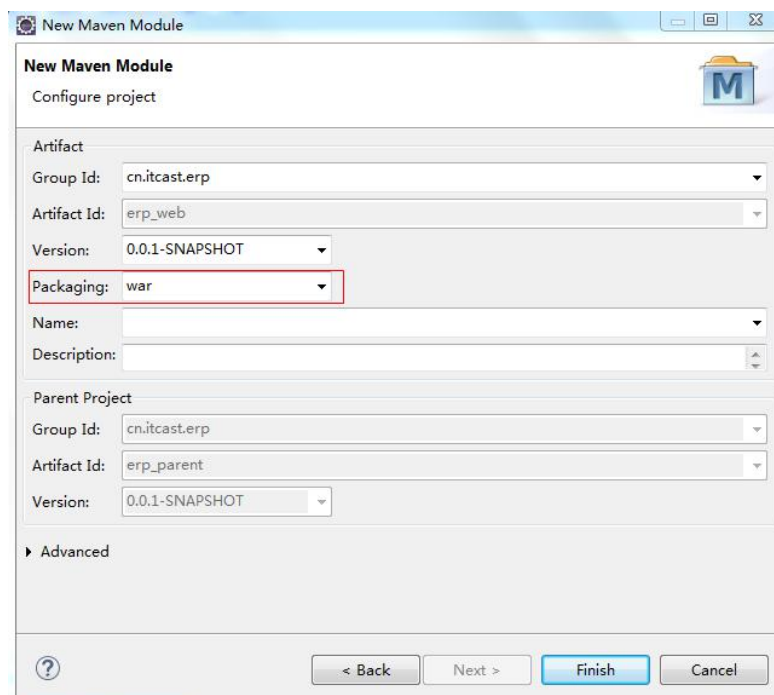 New Maven Module
New Maven Module
Configure project
M
Artifact
Group Id: cn.itcast.erp
Artifact Id: erp_web
Version: 0.0.1-SNAPSHOT
Packaging: war
Name:
Description:
Parent Project
Group Id: cn.itcast.erp
Artifact Id: erp_parent
Version: 0.0.1-SNAPSHOT
Advanced
? < Back Next > Finish Cancel